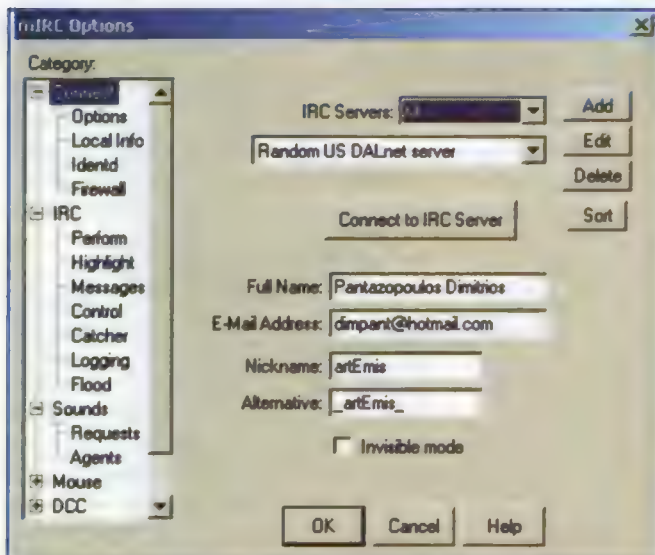 mIRC Options
Category:
Connect
Options
Local Info
Identd
Firewall
IRC
Perform
Highlight
Messages
Control
Catcher
Logging
Flood
Sounds
Requests
Agents
Mouse
DCC
IRC Servers:
Add
Random US DALnet server
Edit
Delete
Connect to IRC Server
Sort
Full Name: Pantazopoulos Dimitrios
E-Mail Address: dimpant@hotmail.com
Nickname: artEmis
Alternative: _artEmis_
Invisible mode
OK
Cancel
Help